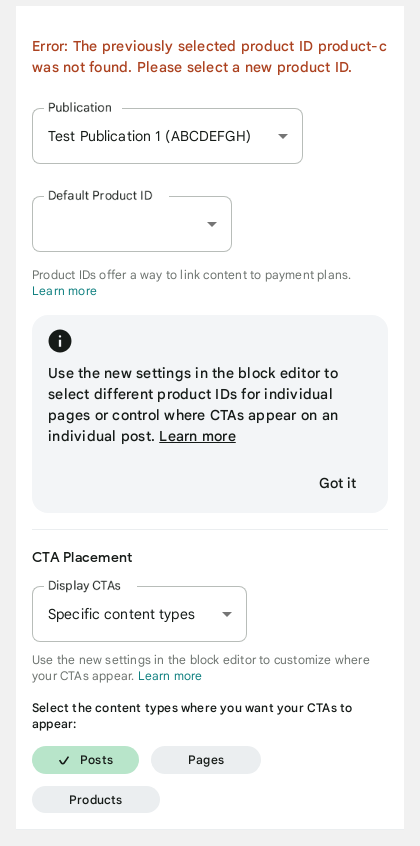 Error: The previously selected product ID product-c
was not found. Please select a new product ID.
Publication
Test Publication 1 (ABCDEFGH)
Default Product ID
Product IDs offer a way to link content to payment plans.
Learn more
Use the new settings in the block editor to
select different product IDs for individual
pages or control where CTAs appear on an
individual post. Learn more
Got it
CTA Placement
Display CTAs
Specific content types
Use the new settings in the block editor to customize where
your CTAs appear. Learn more
Select the content types where you want your CTAs to
appear:
Posts
Pages
Products